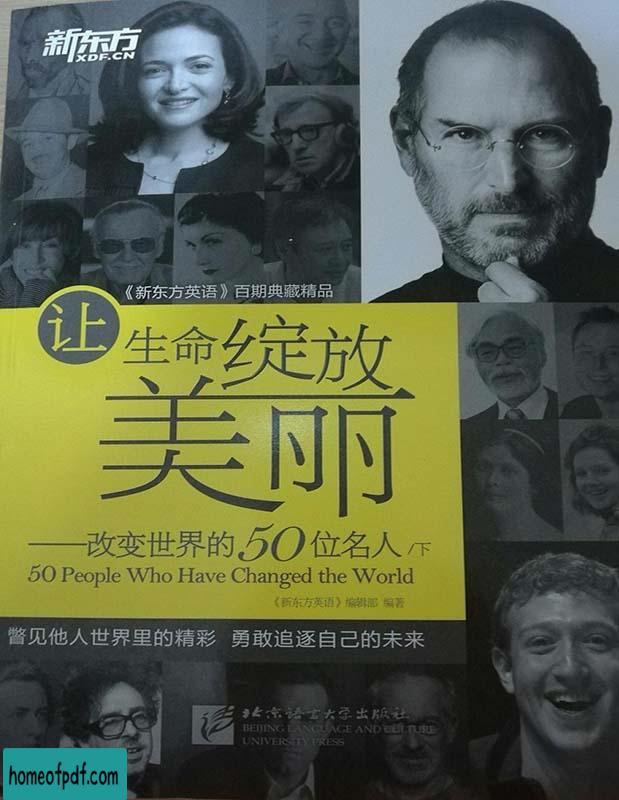 新东方
XDF.CN
《新东方英语》百期典藏精品
让生命绽放
美丽
——改变世界的50位名人/下
50 People Who Have Changed the World
《新东方英语》编辑部 编著
瞥见他人世界里的精彩 勇敢追逐自己的未来
北京语言大学出版社
BEIJING LANGUAGE AND CULTURE
UNIVERSITY PRESS
homeofpdf.com